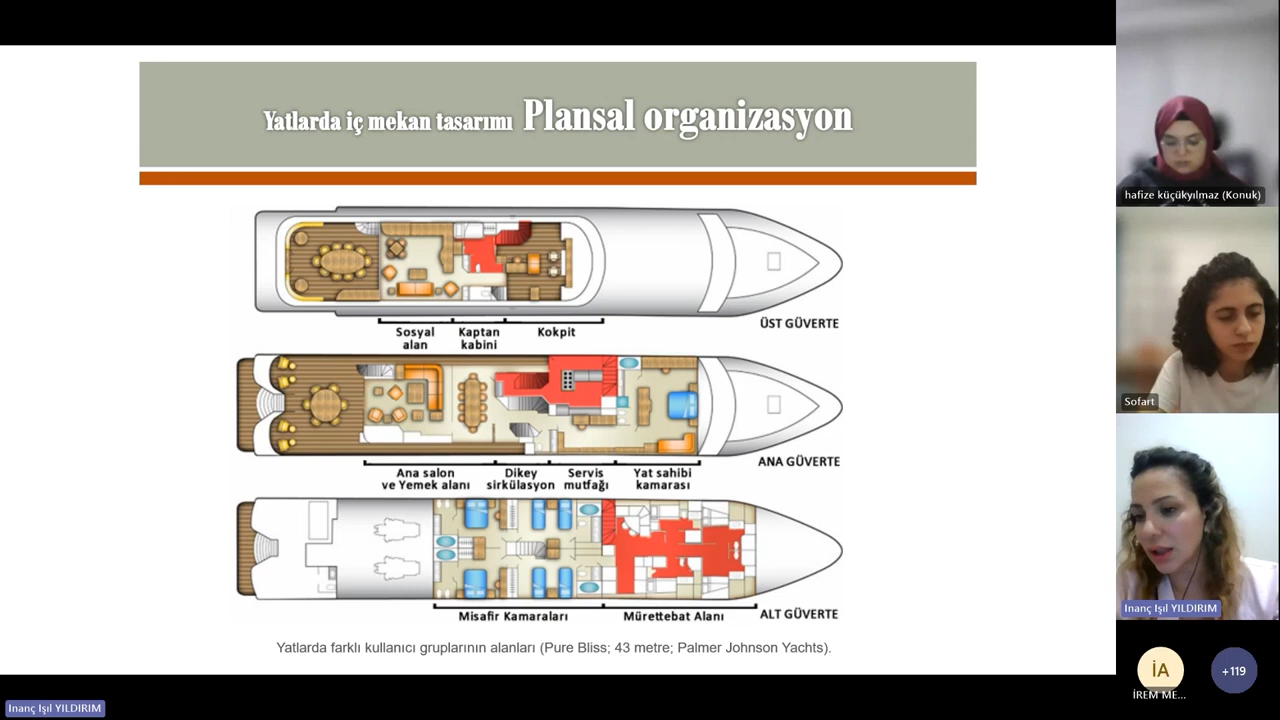 Yatlarda iç mekan tasarımı Plansal organizasyon
Sosyal
alan
Kaptan
kabini
Kokpit
ÜST GÜVERTE
Ana salon
ve Yemek alanı
Dikey
sirkülasyon
Servis
mutfağı
Yat sahibi
kamarası
ANA GÜVERTE
Misafir Kamaraları
Mürettebat Alanı
ALT GÜVERTE
Yatlarda farklı kullanıcı gruplarının alanları (Pure Bliss; 43 metre; Palmer Johnson Yachts).
Inanç Işıl YILDIRIM
hafize küçükyılmaz (Konuk)
Sofart
Inanç Işıl YILDIRIM
İA
İREM ME...
+119